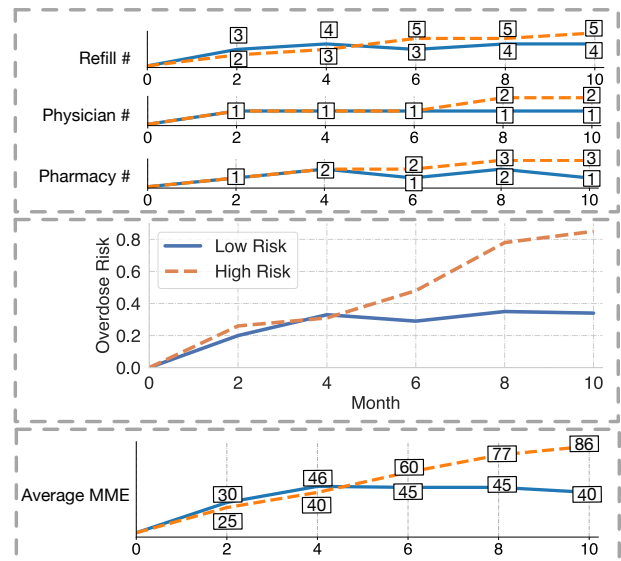 3 4 5 5 5
Refill #
2 3 3 4 4
0 2 4 6 8 10
2 2
Physician #
1 1 1 1 1
0 2 4 6 8 10
2 3 3
Pharmacy #
1 2 1 2 1
0 2 4 6 8 10
Overdose Risk
0.8
0.6
0.4
0.2
0.0
Low Risk
High Risk
0 2 4 6 8 10
Month
30 46 60 77 86
Average MME
25 40 45 45 40
0 2 4 6 8 10